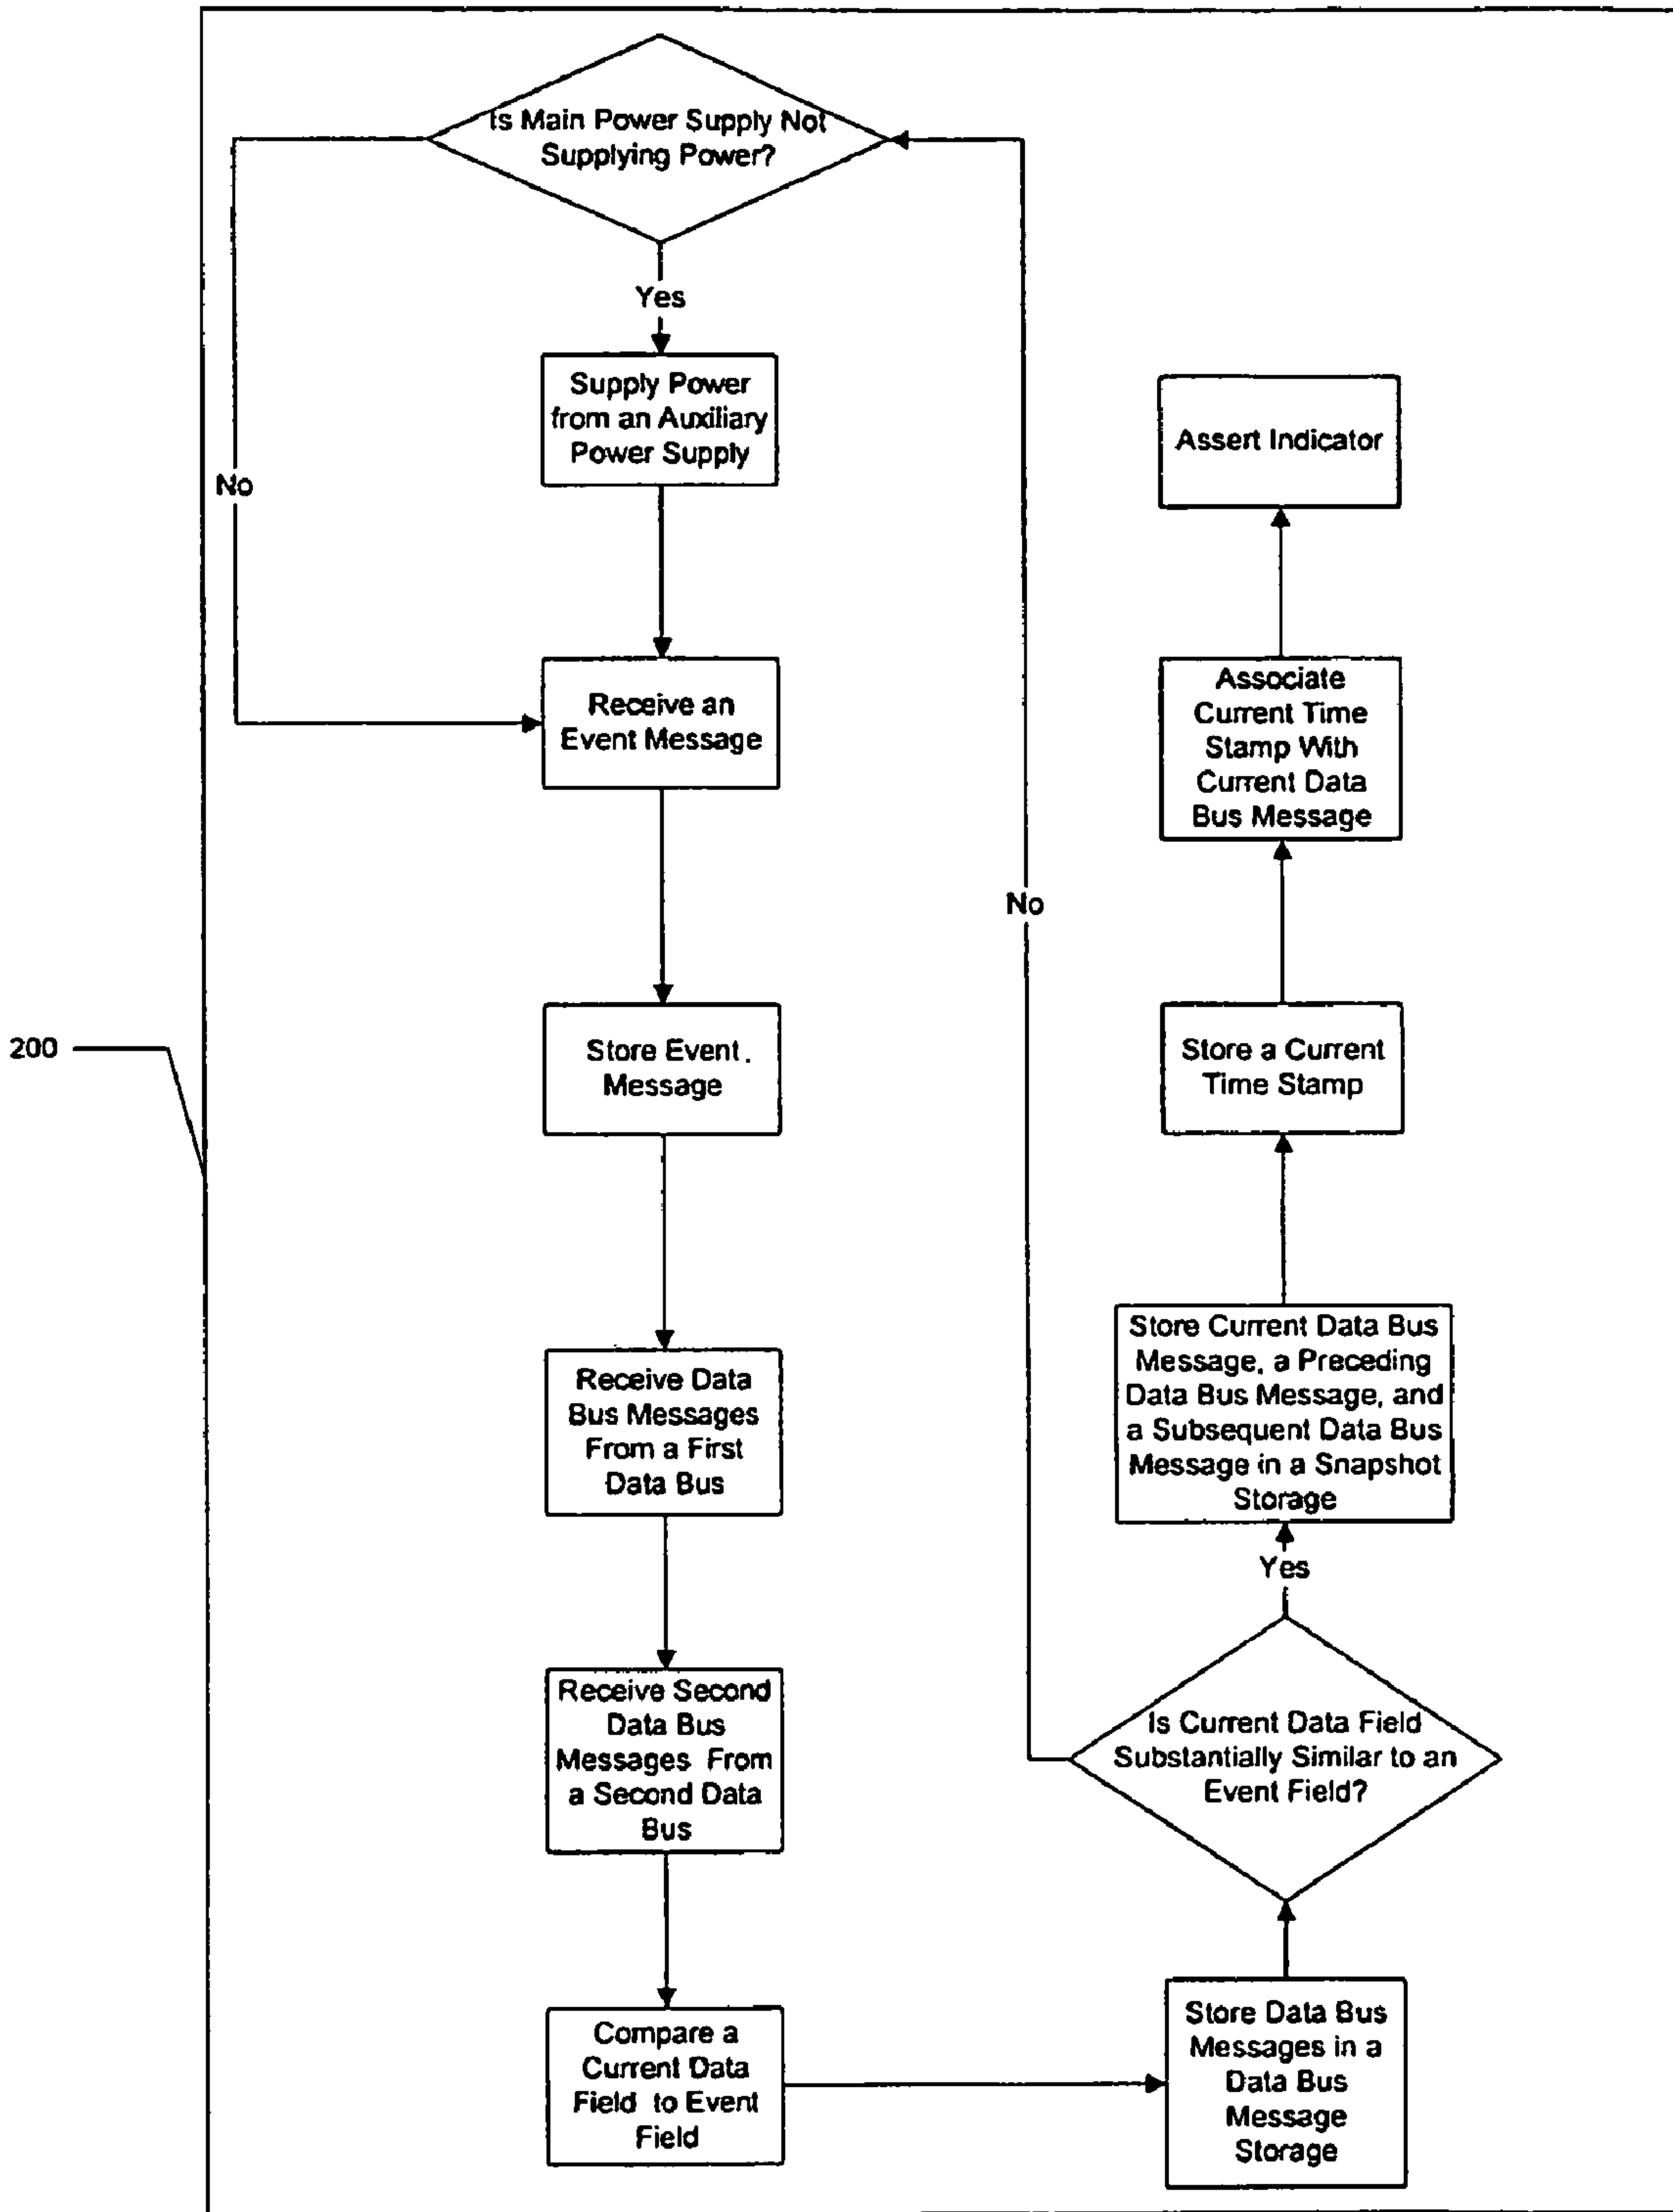 Is Main Power Supply Not
Supplying Power?
Yes
Supply Power
from an Auxiliary
Power Supply
No
Receive an
Event Message
Store Event.
Message
200
Receive Data
Bus Messages
From a First
Data Bus
Receive Second
Data Bus
Messages From
a Second Data
Bus
Compare a
Current Data
Field to Event
Field
Store Data Bus
Messages in a
Data Bus
Message
Storage
Is Current Data Field
Substantially Similar to an
Event Field?
No
Yes
Store Current Data Bus
Message, a Preceding
Data Bus Message, and
a Subsequent Data Bus
Message in a Snapshot
Storage
Store a Current
Time Stamp
Associate
Current Time
Stamp With
Current Data
Bus Message
Assert Indicator